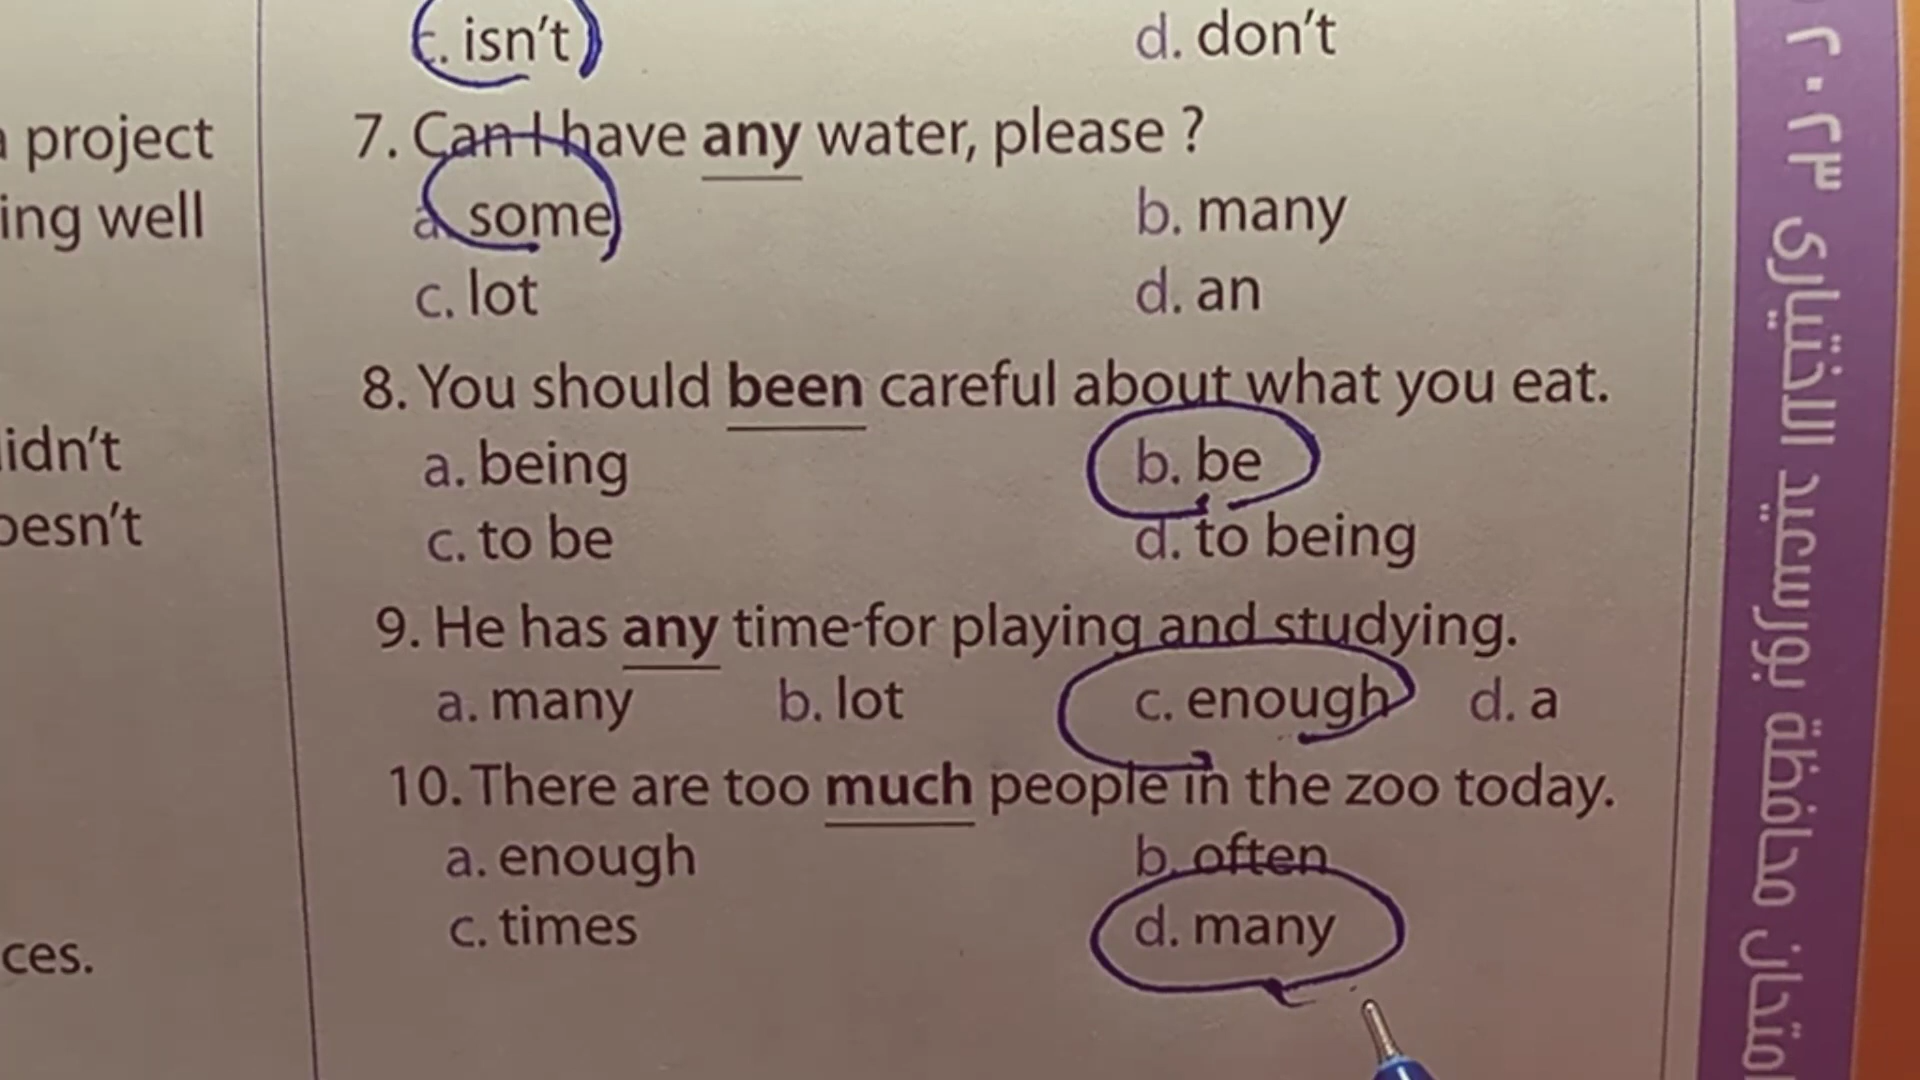 project
ing well
idn't
oesn't
ces.
c. isn't
d. don't
7. Can I have any water, please ?
a. some
b. many
c. lot
d. an
8. You should been careful about what you eat.
a. being
b. be
c. to be
d. to being
9. He has any time for playing and studying.
a. many b. lot c. enough d. a
10. There are too much people in the zoo today.
a. enough
b. often
c. times
d. many
امتحان محافظة بورسعيد الاختيارى ٢٠٢٣